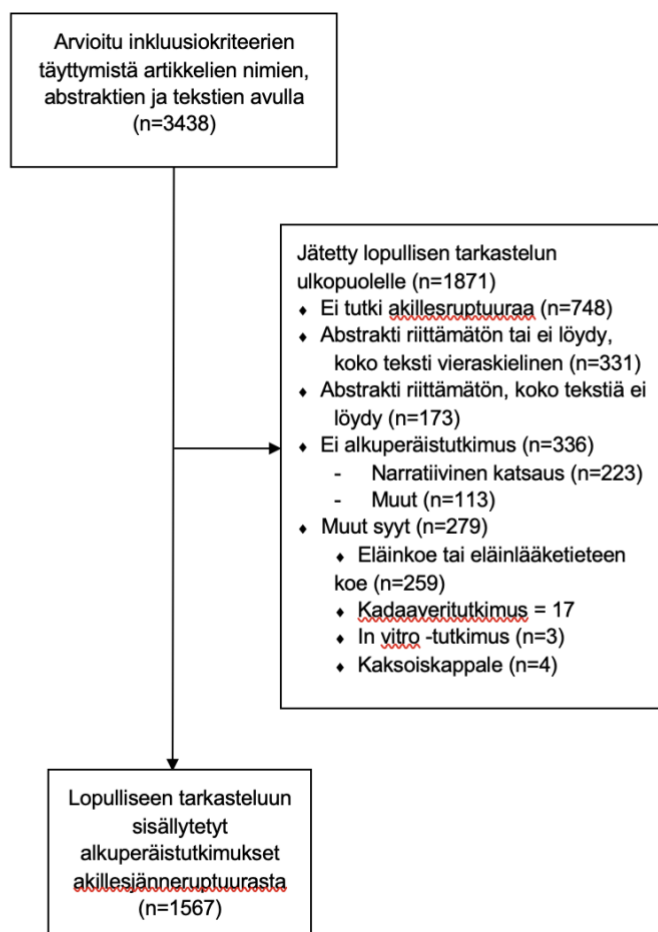 Arvioitu inkluusiokriteerien
täyttymistä artikkelien nimien,
abstraktien ja tekstien avulla
(n=3438)
Jätetty lopullisen tarkastelun
ulkopuolelle (n=1871)
♦ Ei tutki akillesruptuuraa (n=748)
♦ Abstrakti riittämätön tai ei löydy,
koko teksti vieraskielinen (n=331)
♦ Abstrakti riittämätön, koko tekstiä ei
löydy (n=173)
♦ Ei alkuperäistutkimus (n=336)
- Narratiivinen katsaus (n=223)
- Muut (n=113)
♦ Muut syyt (n=279)
♦ Eläinkoe tai eläinlääketieteen
koe (n=259)
♦ Kadaaveritutkimus = 17
♦ In vitro -tutkimus (n=3)
♦ Kaksoiskappale (n=4)
Lopulliseen tarkasteluun
sisällytetyt
alkuperäistutkimukset
akillesjänneruptuurasta
(n=1567)